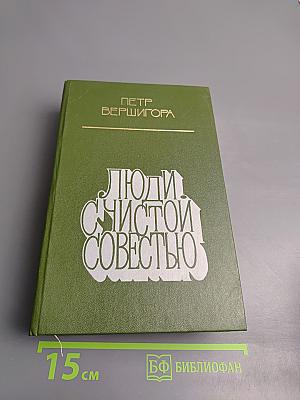 ПЕТР
ВЕРШИГОРА
ЛЮДИ
С ЧИСТОЙ
СОВЕСТЬЮ
15 см
БФ БИБЛИОФАН